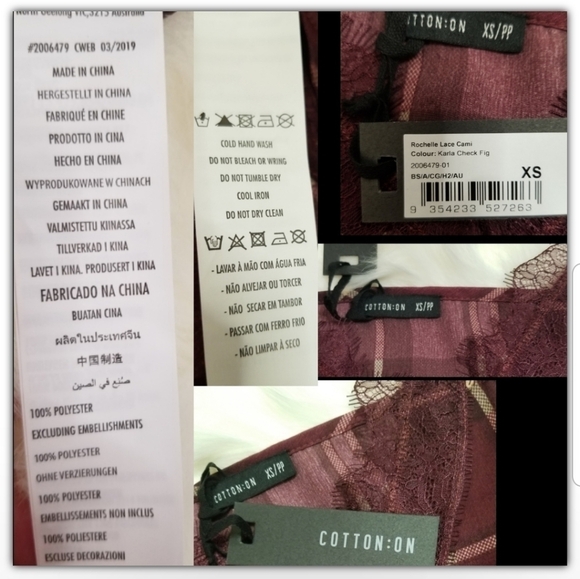 North Geelong VIC, 3215 Australia
#2006479 CWEB 03/2019
MADE IN CHINA
HERGESTELLT IN CHINA
FABRIQUÉ EN CHINE
PRODOTTO IN CINA
HECHO EN CHINA
WYPRODUKOWANE W CHINACH
GEMAAKT IN CHINA
VALMISTETTU KIINASSA
TILLVERKAD I KINA
LAVET I KINA. PRODUSERT I KINA
FABRICADO NA CHINA
BUATAN CINA
ผลิตในประเทศจีน
中国制造
صُنع في الصين
100% POLYESTER
EXCLUDING EMBELLISHMENTS
100% POLYESTER
OHNE VERZIERUNGEN
100% POLYESTER
EMBELLISSEMENTS NON INCLUS
100% POLIESTERE
ESCLUSE DECORAZIONI
COLD HAND WASH
DO NOT BLEACH OR WRING
DO NOT TUMBLE DRY
COOL IRON
DO NOT DRY CLEAN
- LAVAR À MÃO COM ÁGUA FRIA
- NÃO ALVEJAR OU TORCER
- NÃO SECAR EM TAMBOR
- PASSAR COM FERRO FRIO
- NÃO LIMPAR À SECO
COTTON:ON XS/PP
Rochelle Lace Cami
Colour: Karla Check Fig
2006479-01
BS/A/CG/H2/AU
XS
9 354233 527263
COTTON:ON XS/PP
COTTON:ON XS/PP
COTTON:ON